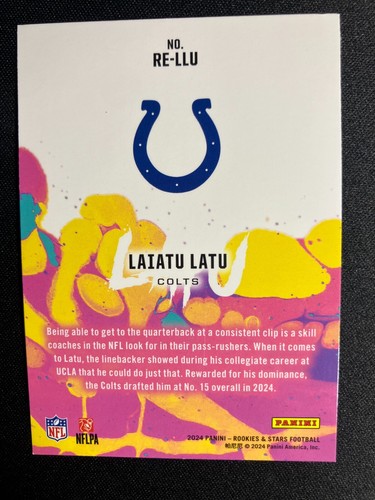 NO.
RE-LLU
LAIATU LATU
COLTS
Being able to get to the quarterback at a consistent clip is a skill
coaches in the NFL look for in their pass-rushers. When it comes
to Latu, the linebacker showed during his collegiate career at
UCLA that he could do just that. Rewarded for his dominance,
the Colts drafted him at No. 15 overall in 2024.
NFL
NFLPA
PANINI
2024 PANINI – ROOKIES & STARS FOOTBALL
帕尼尼 © 2024 Panini America, Inc.